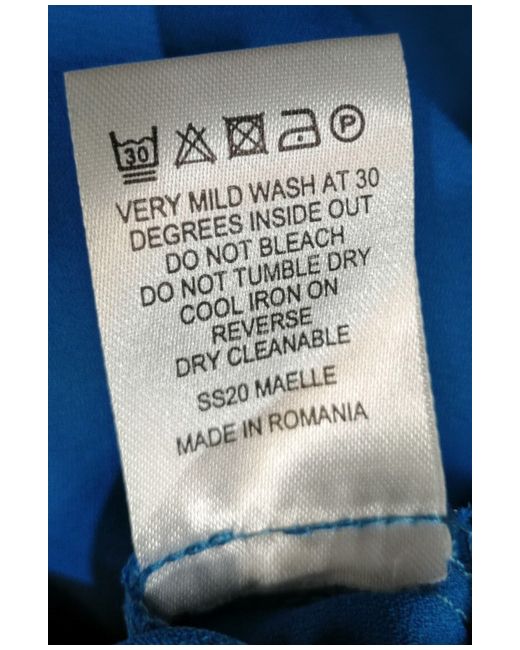 30 P
VERY MILD WASH AT 30
DEGREES INSIDE OUT
DO NOT BLEACH
DO NOT TUMBLE DRY
COOL IRON ON
REVERSE
DRY CLEANABLE
SS20 MAELLE
MADE IN ROMANIA